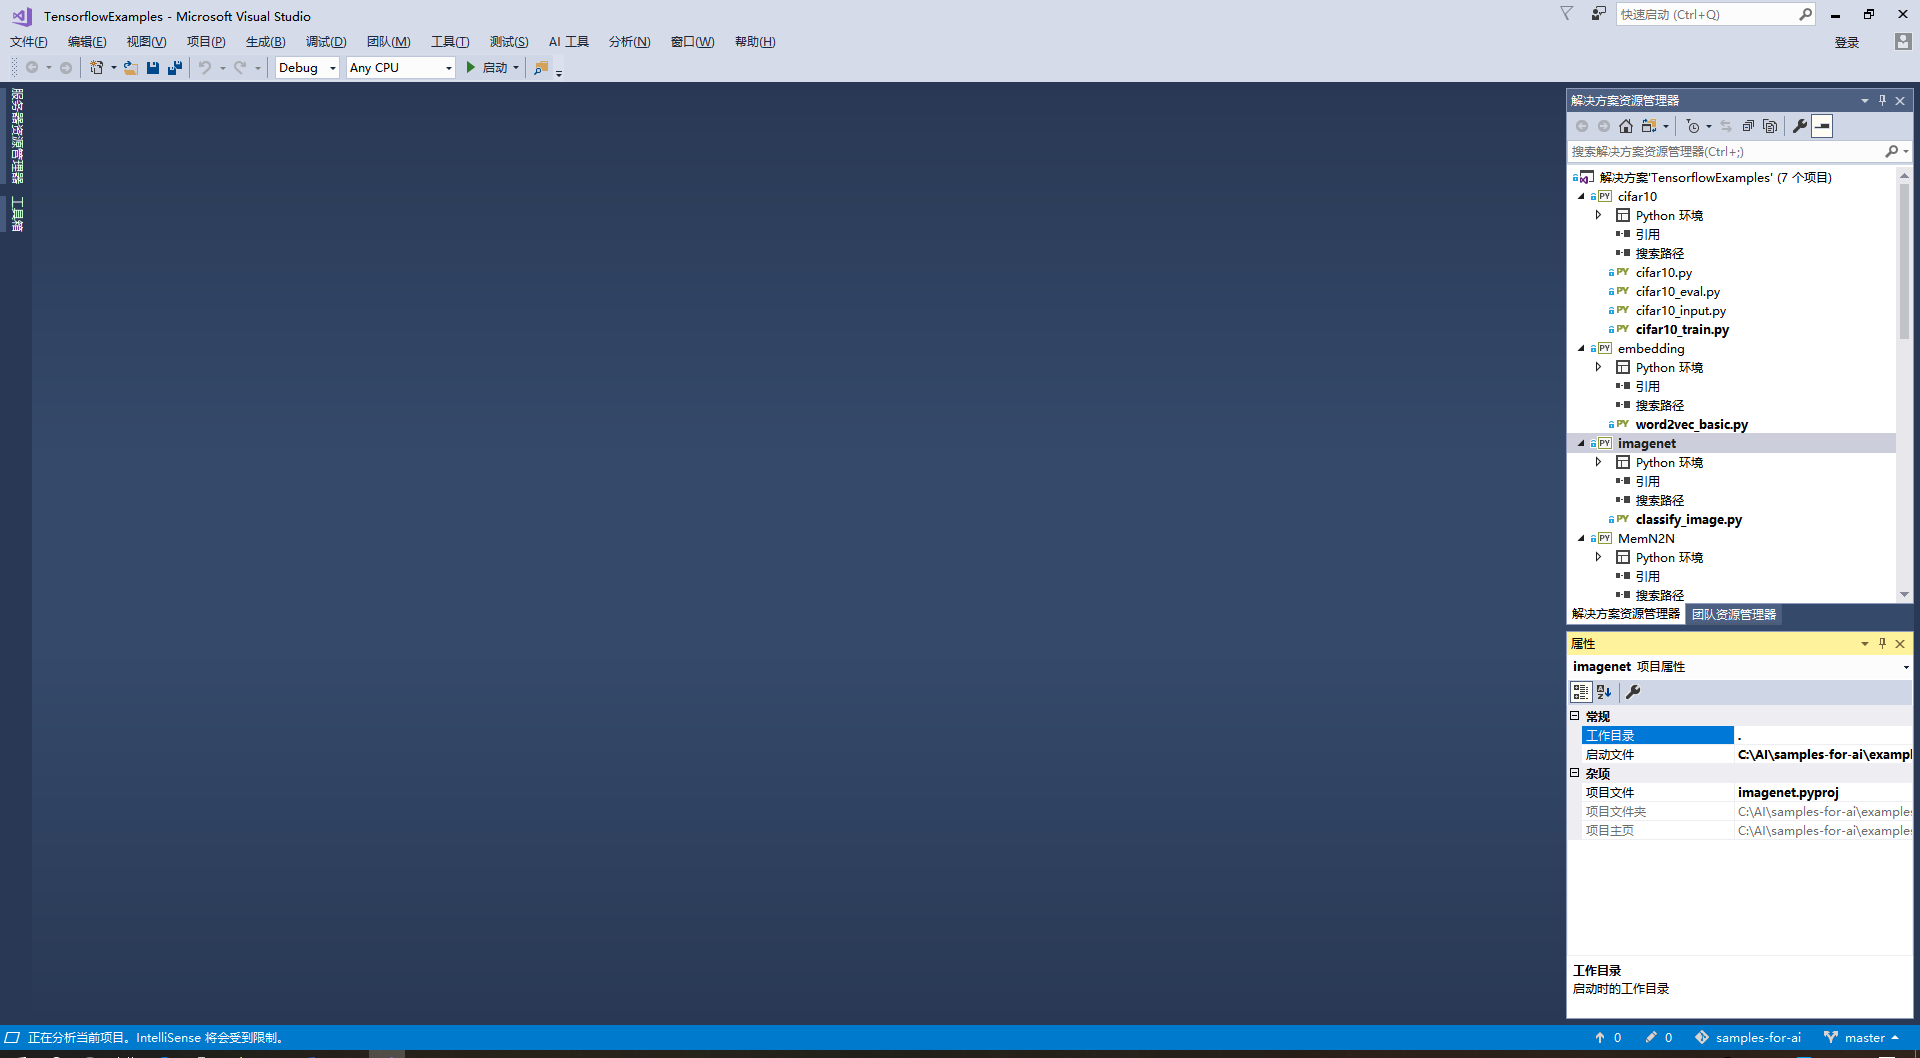 TensorflowExamples - Microsoft Visual Studio
快速启动 (Ctrl+Q)
文件(F) 编辑(E) 视图(V) 项目(P) 生成(B) 调试(D) 团队(M) 工具(T) 测试(S) AI 工具 分析(N) 窗口(W) 帮助(H)
登录
Debug Any CPU 启动
服务器资源管理器
工具箱
解决方案资源管理器
搜索解决方案资源管理器(Ctrl+;)
解决方案'TensorflowExamples' (7 个项目)
PY cifar10
Python 环境
引用
搜索路径
PY cifar10.py
PY cifar10_eval.py
PY cifar10_input.py
PY cifar10_train.py
PY embedding
Python 环境
引用
搜索路径
PY word2vec_basic.py
PY imagenet
Python 环境
引用
搜索路径
PY classify_image.py
PY MemN2N
Python 环境
引用
搜索路径
解决方案资源管理器 团队资源管理器
属性
imagenet 项目属性
常规
工作目录 .
启动文件 C:\AI\samples-for-ai\exampl
杂项
项目文件 imagenet.pyproj
项目文件夹 C:\AI\samples-for-ai\examples
项目主页 C:\AI\samples-for-ai\examples
工作目录
启动时的工作目录
正在分析当前项目。IntelliSense 将会受到限制。
0 0 samples-for-ai master